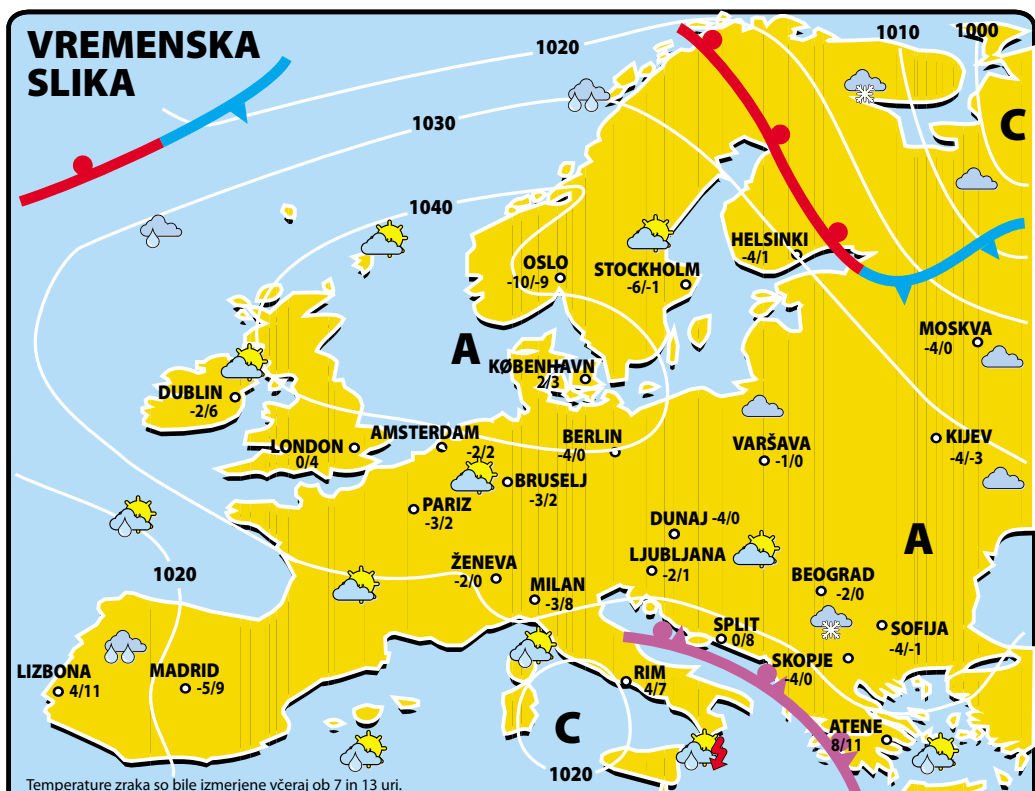 VREMENSKA
SLIKA
1020
1010
1000
1030
C
1040
HELSINKI
-4/1
OSLO
-10/-9
STOCKHOLM
-6/-1
MOSKVA
-4/0
A
KØBENHAVN
2/3
DUBLIN
-2/6
LONDON
0/4
AMSTERDAM
-2/2
BERLIN
-4/0
VARŠAVA
-1/0
KIJEV
-4/-3
BRUSELJ
-3/2
PARIZ
-3/2
DUNAJ -4/0
A
LJUBLJANA
-2/1
ŽENEVA
-2/0
1020
BEOGRAD
-2/0
MILAN
-3/8
SPLIT
0/8
SOFIJA
-4/-1
SKOPJE
-4/0
LIZBONA
4/11
MADRID
-5/9
RIM
4/7
C
ATENE
8/11
1020
Temperature zraka so bile izmerjene včeraj ob 7 in 13 uri.